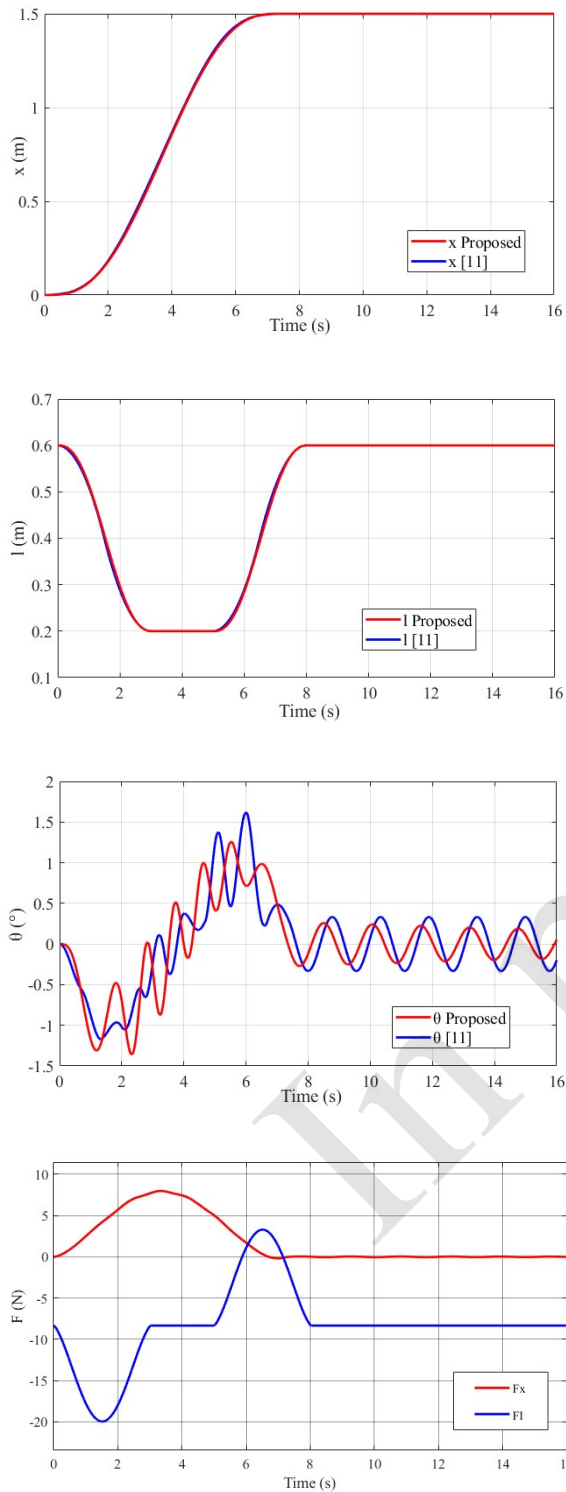 1.5
1
0.5
0
x (m)
x Proposed
x [11]
0 2 4 6 8 10 12 14 16
Time (s)
0.7
0.6
0.5
0.4
0.3
0.2
0.1
l (m)
l Proposed
l [11]
0 2 4 6 8 10 12 14 16
Time (s)
2
1.5
1
0.5
0
-0.5
-1
-1.5
θ (°)
θ Proposed
θ [11]
0 2 4 6 8 10 12 14 16
Time (s)
10
5
0
-5
-10
-15
-20
F (N)
Fx
Fl
0 2 4 6 8 10 12 14
Time (s)
In